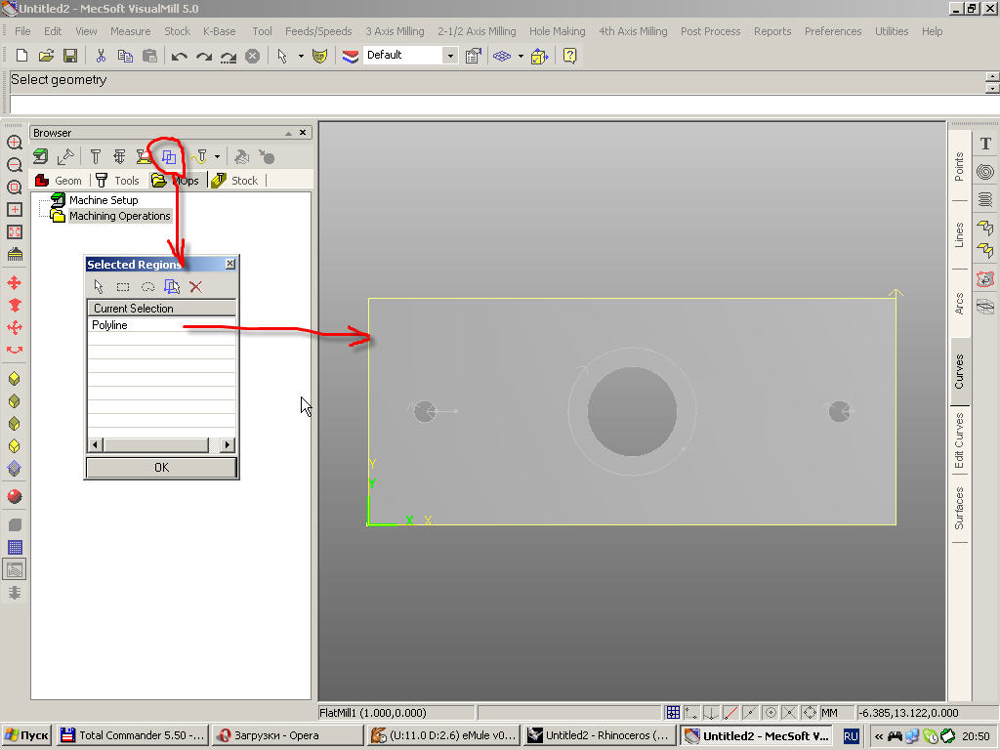 Untitled2 - MecSoft VisualMill 5.0
File Edit View Measure Stock K-Base Tool Feeds/Speeds 3 Axis Milling 2-1/2 Axis Milling Hole Making 4th Axis Milling Post Process Reports Preferences Utilities Help
Default
Select geometry
Browser
Geom Tools MOps Stock
Machine Setup
Machining Operations
Selected Regions
Current Selection
Polyline
OK
Y
Y
X X
T
Points
Lines
Arcs
Curves
Edit Curves
Surfaces
FlatMill1 (1.000,0.000) MM -6.385,13.122,0.000
Пуск Total Commander 5.50 -... Загрузки - Opera (U:11.0 D:2.6) eMule v0... Untitled2 - Rhinoceros (... Untitled2 - MecSoft V... RU « 20:50